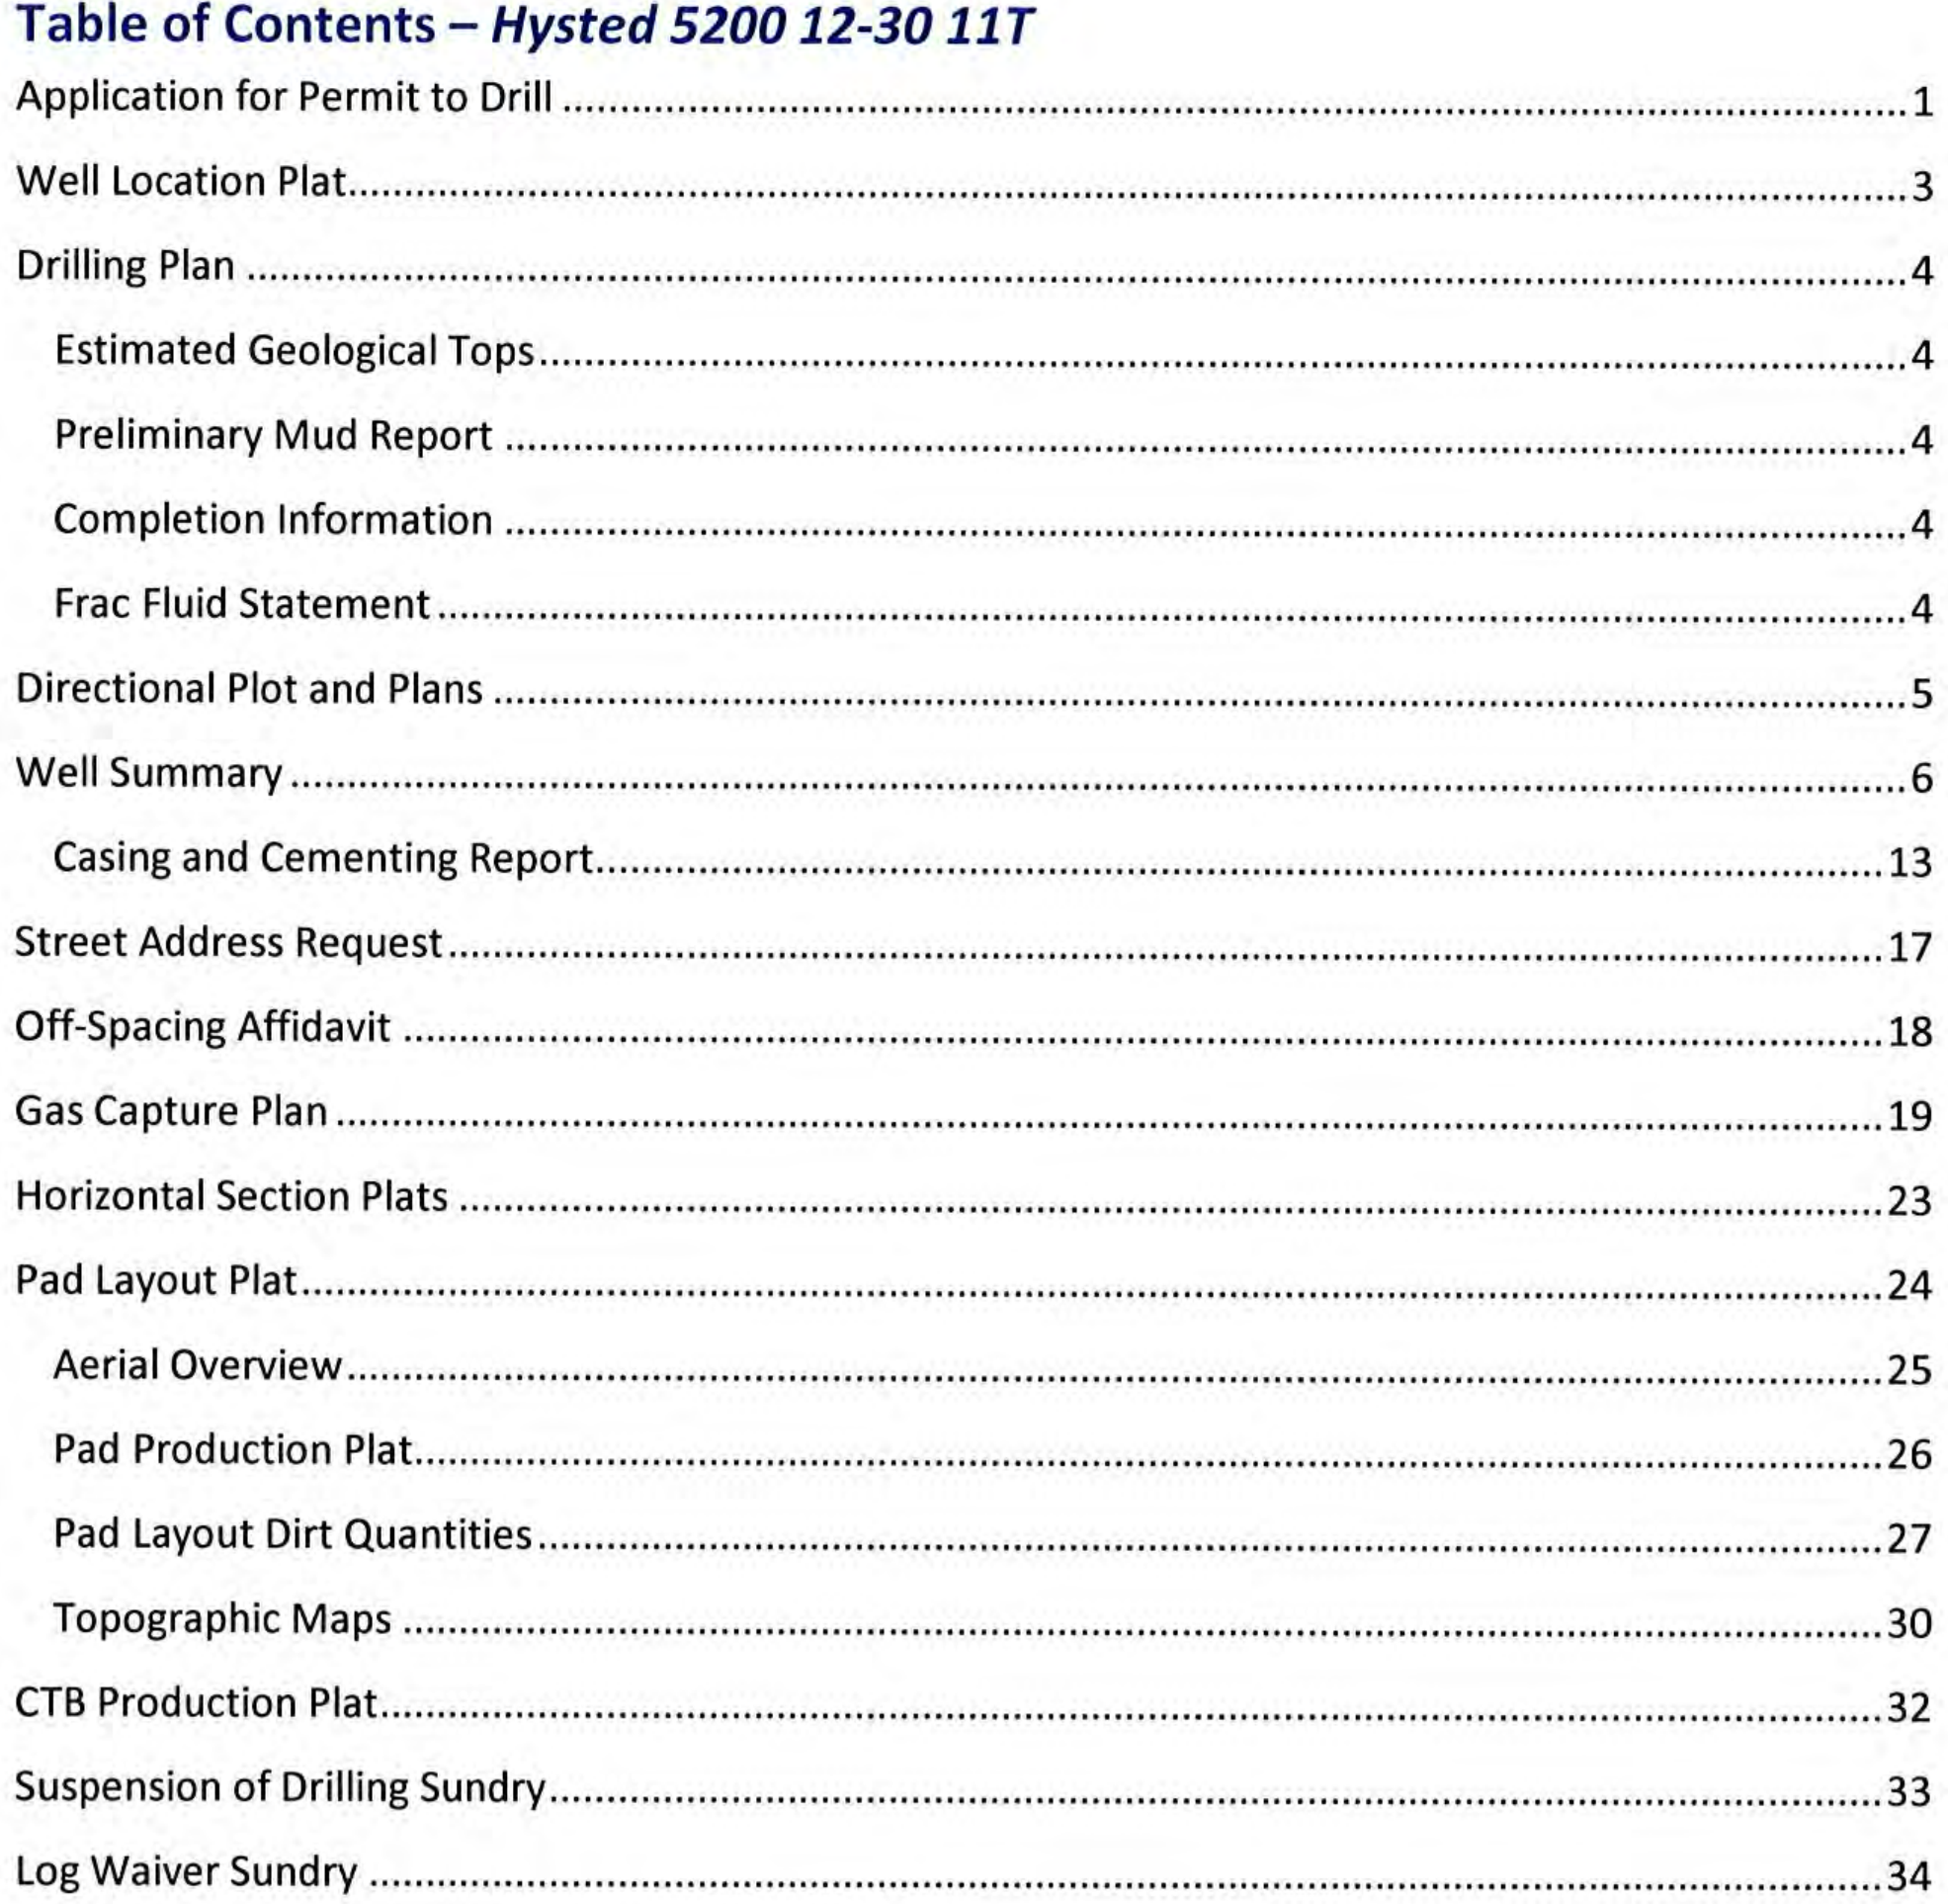 Table of Contents – Hysted 5200 12-30 11T
Application for Permit to Drill ........................................ 1
Well Location Plat........................................ 3
Drilling Plan ........................................ 4
Estimated Geological Tops........................................ 4
Preliminary Mud Report ........................................ 4
Completion Information ........................................ 4
Frac Fluid Statement ........................................ 4
Directional Plot and Plans ........................................ 5
Well Summary ........................................ 6
Casing and Cementing Report........................................ 13
Street Address Request........................................ 17
Off-Spacing Affidavit ........................................ 18
Gas Capture Plan ........................................ 19
Horizontal Section Plats ........................................ 23
Pad Layout Plat........................................ 24
Aerial Overview........................................ 25
Pad Production Plat........................................ 26
Pad Layout Dirt Quantities........................................ 27
Topographic Maps ........................................ 30
CTB Production Plat........................................ 32
Suspension of Drilling Sundry........................................ 33
Log Waiver Sundry ........................................ 34